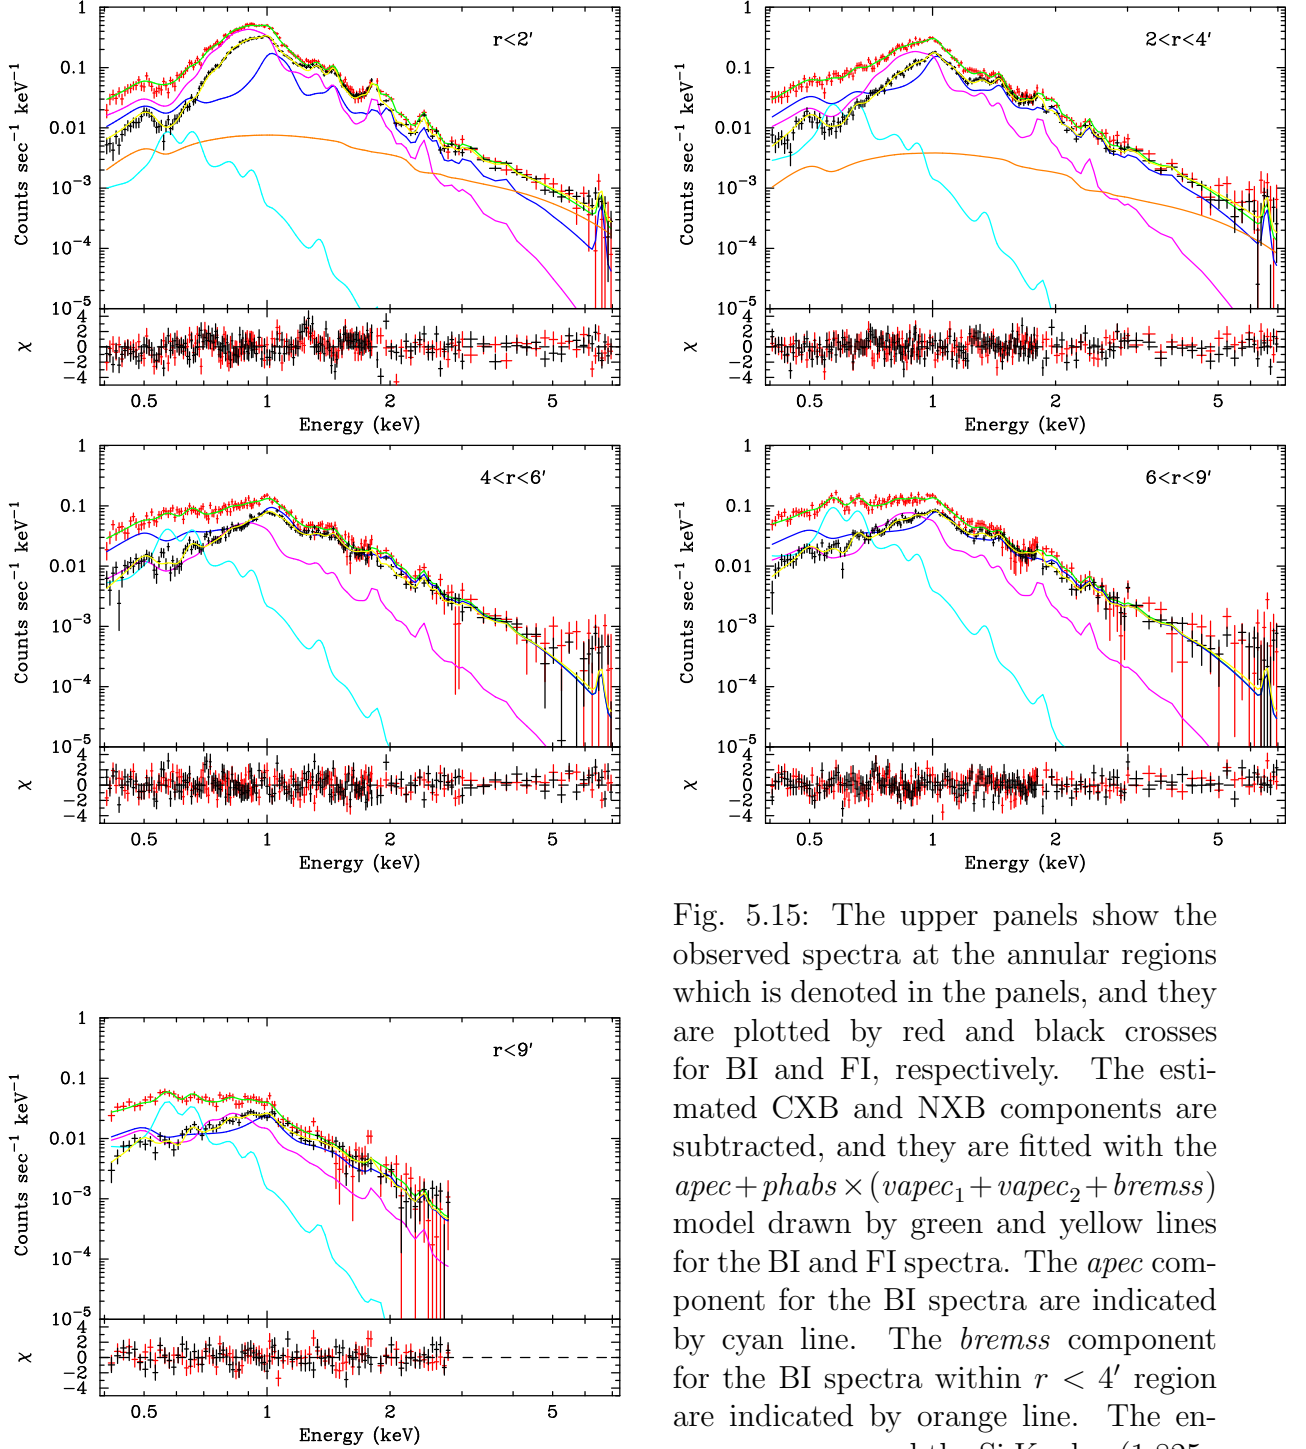 1
0.1
0.01
10−3
10−4
10−5
Counts sec−1 keV−1
r<2′
4
2
0
−2
−4
χ
0.5 1 2 5
Energy (keV)
1
0.1
0.01
10−3
10−4
10−5
Counts sec−1 keV−1
2<r<4′
4
2
0
−2
−4
χ
0.5 1 2 5
Energy (keV)
1
0.1
0.01
10−3
10−4
10−5
Counts sec−1 keV−1
4<r<6′
4
2
0
−2
−4
χ
0.5 1 2 5
Energy (keV)
1
0.1
0.01
10−3
10−4
10−5
Counts sec−1 keV−1
6<r<9′
4
2
0
−2
−4
χ
0.5 1 2 5
Energy (keV)
1
0.1
0.01
10−3
10−4
10−5
Counts sec−1 keV−1
r<9′
4
2
0
−2
−4
χ
0.5 1 2 5
Energy (keV)
Fig. 5.15: The upper panels show the
observed spectra at the annular regions
which is denoted in the panels, and they
are plotted by red and black crosses
for BI and FI, respectively. The esti-
mated CXB and NXB components are
subtracted, and they are fitted with the
apec+phabs×(vapec1+vapec2+bremss)
model drawn by green and yellow lines
for the BI and FI spectra. The apec com-
ponent for the BI spectra are indicated
by cyan line. The bremss component
for the BI spectra within r < 4′ region
are indicated by orange line. The en-